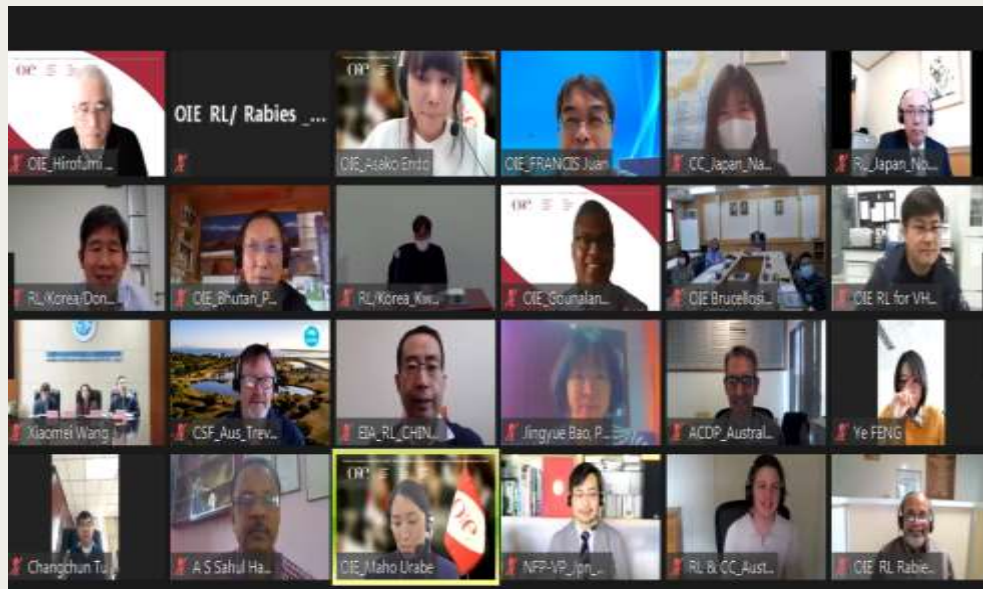 OIE_Hirofumi ...
OIE RL/ Rabies _...
OIE_Asako Endo
OIE_FRANCIS Juan
CC_Japan_Na...
RL_Japan_No...
RL/Korea/Don...
OIE_Bhutan_P...
RL/Korea_Kw...
OIE_Gounalan...
OIE Brucellosi...
OIE RL for VH...
Xiaomei Wang
CSF_Aus_Trev...
EIA_RL_CHIN...
Jingyue Bao, P...
ACDP_Austral...
Ye FENG
Changchun Tu
A S Sahul Ha...
OIE_Maho Urabe
NFP-VP_Jpn_...
RL & CC_Aust...
OIE RL Rabie...